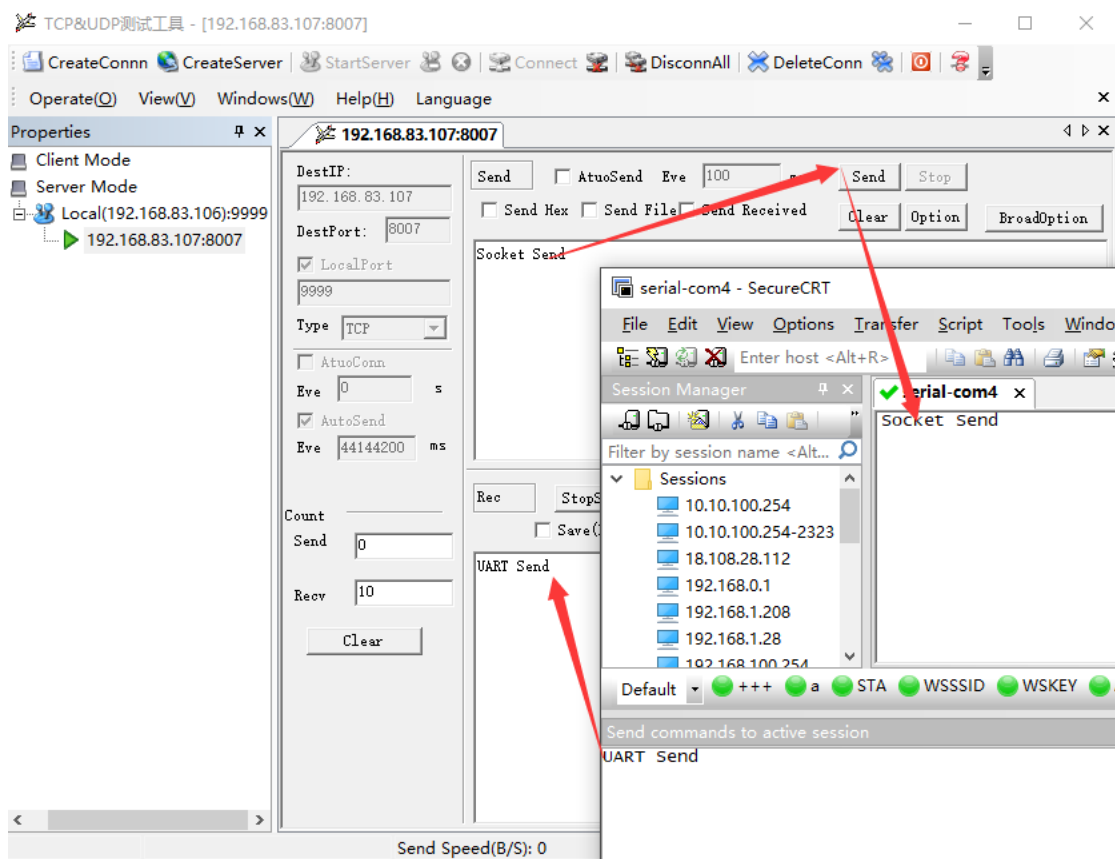 TCP&UDP测试工具 - [192.168.83.107:8007]
CreateConnn CreateServer StartServer Connect DisconnAll DeleteConn
Operate(O) View(V) Windows(W) Help(H) Language
Properties
Client Mode
Server Mode
Local(192.168.83.106):9999
192.168.83.107:8007
192.168.83.107:8007
DestIP:
192.168.83.107
DestPort: 8007
LocalPort
9999
Type TCP
AtuoConn
Eve 0 s
AutoSend
Eve 44144200 ms
Count
Send 0
Recv 10
Clear
Send AtuoSend Eve 100 Send Stop
Send Hex Send File Send Received Clear Option BroadOption
Socket Send
Rec
UART Send
Send Speed(B/S): 0
serial-com4 - SecureCRT
File Edit View Options Transfer Script Tools
Enter host <Alt+R>
Session Manager
serial-com4
Socket Send
Filter by session name <Alt...
Sessions
10.10.100.254
10.10.100.254-2323
18.108.28.112
192.168.0.1
192.168.1.208
192.168.1.28
192.168.100.254
Default +++ a STA WSSSID WSKEY
Send commands to active session
UART Send